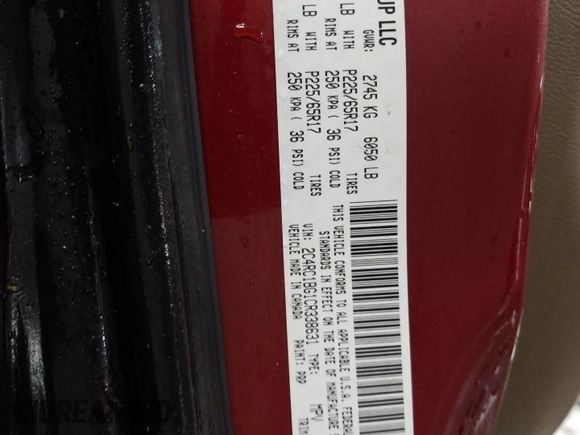 UP LLC
GVWR: 2745 KG 6050 LB
LB WITH P225/65R17 TIRES
RIMS AT 250 KPA ( 36 PSI) COLD
LB WITH P225/65R17 TIRES
RIMS AT 250 KPA ( 36 PSI) COLD
THIS VEHICLE CONFORMS TO ALL APPLICABLE U.S.A. FEDERAL
STANDARDS IN EFFECT ON THE DATE OF MANUFACTURE
VIN: 2C4RC1BG1CR338631 TYPE: MPV
VEHICLE MADE IN CANADA PAINT: PRP TRIM